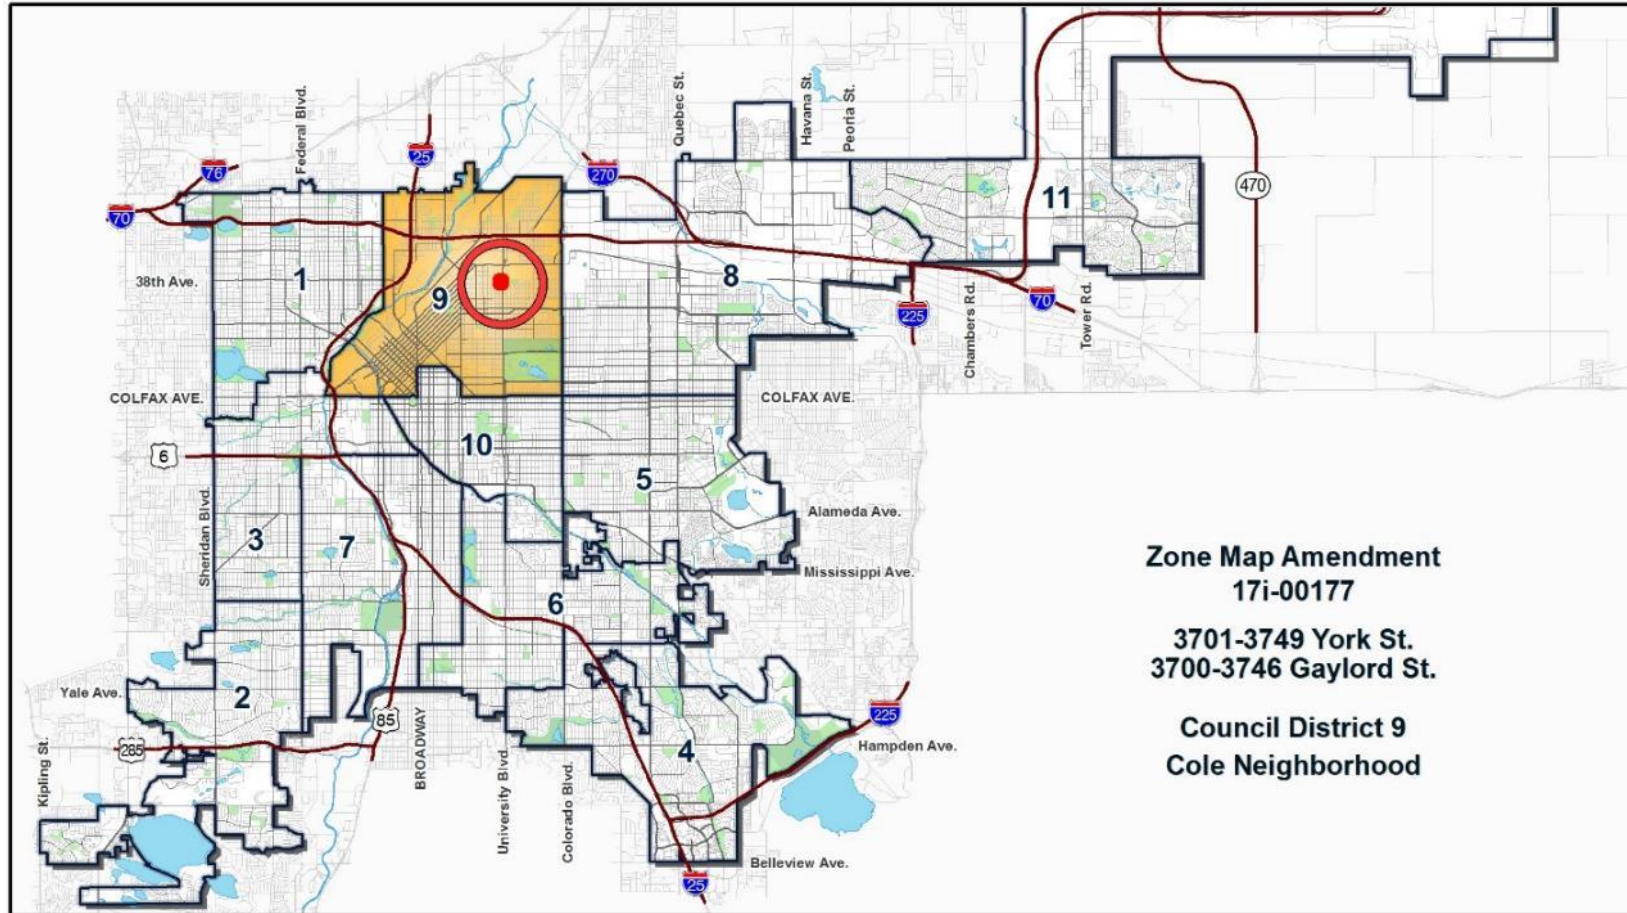 Federal Blvd.
Quebec St.
Havana St.
Peoria St.
25
76
270
70
11
470
38th Ave.
1
9
8
225
Chambers Rd.
70
Tower Rd.
COLFAX AVE.
COLFAX AVE.
6
10
5
Sheridan Blvd.
3
7
Alameda Ave.
Mississippi Ave.
6
Zone Map Amendment
17i-00177
3701-3749 York St.
3700-3746 Gaylord St.
Council District 9
Cole Neighborhood
Yale Ave.
2
85
285
BROADWAY
225
Hampden Ave.
4
Kipling St.
University Blvd.
Colorado Blvd.
Belleview Ave.
25